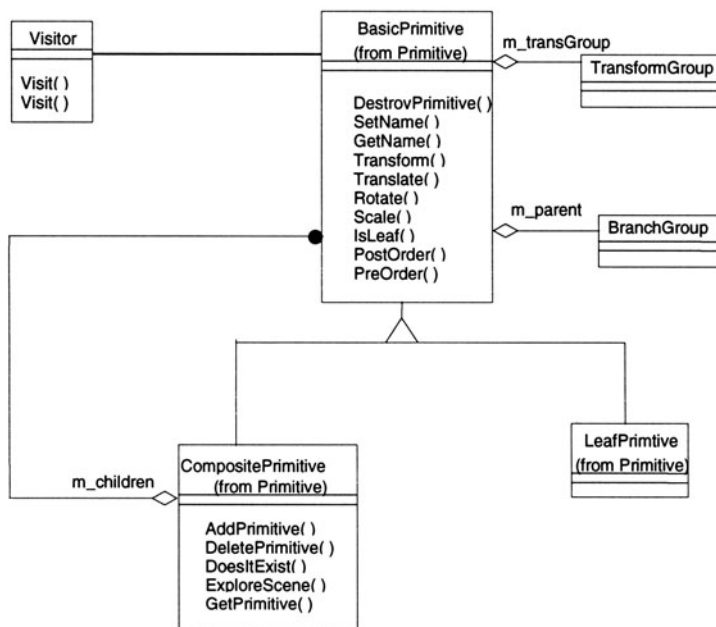 Visitor
Visit( )
Visit( )
BasicPrimitive
(from Primitive)
DestrovPrimitive( )
SetName( )
GetName( )
Transform( )
Translate( )
Rotate( )
Scale( )
IsLeaf( )
PostOrder( )
PreOrder( )
m_transGroup
TransformGroup
m_parent
BranchGroup
m_children
CompositePrimitive
(from Primitive)
AddPrimitive( )
DeletePrimitive( )
DoesItExist( )
ExploreScene( )
GetPrimitive( )
LeafPrimtive
(from Primitive)